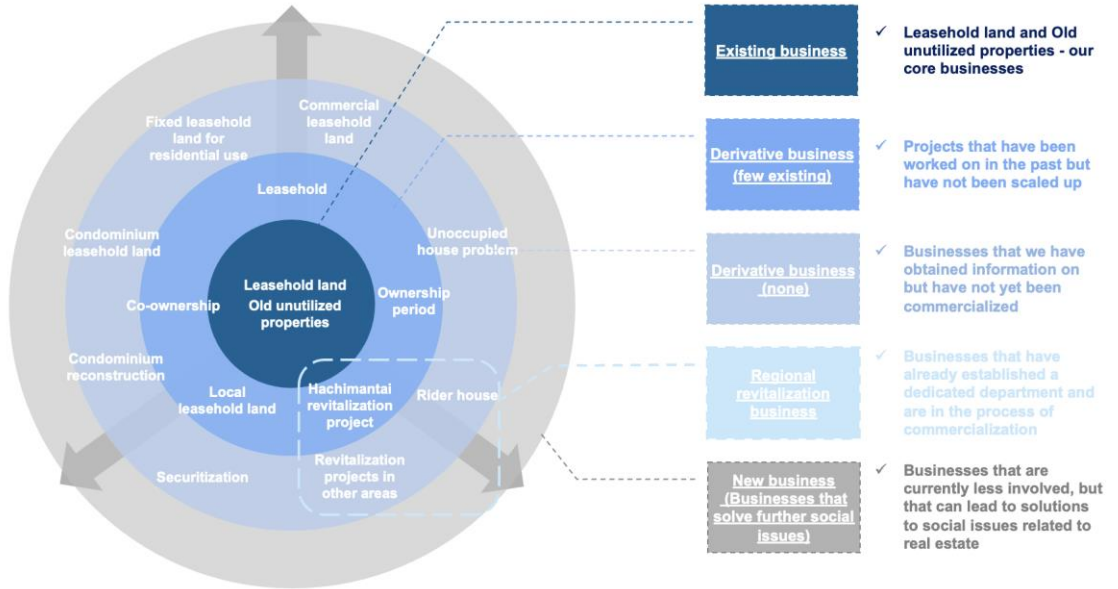 Fixed leasehold
land for
residential use
Commercial
leasehold
land
Leasehold
Condominium
leasehold land
Unoccupied
house problem
Leasehold land
Old unutilized
properties
Co-ownership
Ownership
period
Condominium
reconstruction
Local
leasehold land
Hachimantai
revitalization
project
Rider house
Securitization
Revitalization
projects in
other areas
Existing business
✓ Leasehold land and Old
unutilized properties - our
core businesses
Derivative business
(few existing)
✓ Projects that have been
worked on in the past but
have not been scaled up
Derivative business
(none)
✓ Businesses that we have
obtained information on
but have not yet been
commercialized
Regional
revitalization
business
✓ Businesses that have
already established a
dedicated department and
are in the process of
commercialization
New business
(Businesses that
solve further social
issues)
✓ Businesses that are
currently less involved, but
that can lead to solutions
to social issues related to
real estate